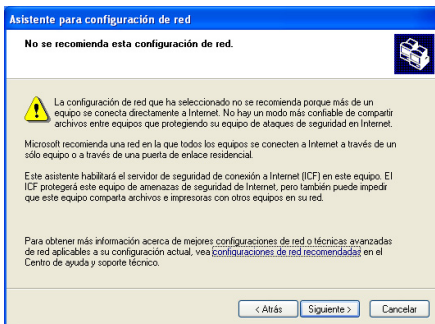 Asistente para configuración de red
No se recomienda esta configuración de red.
La configuración de red que ha seleccionado no se recomienda porque más de un
equipo se conecta directamente a Internet. No hay un modo más confiable de compartir
archivos entre equipos que protegiendo su equipo de ataques de seguridad en Internet.
Microsoft recomienda una red en la que todos los equipos se conecten a Internet a través de un
sólo equipo o a través de una puerta de enlace residencial.
Este asistente habilitará el servidor de seguridad de conexión a Internet (ICF) en este equipo. El
ICF protegerá este equipo de amenazas de seguridad de Internet, pero también puede impedir
que este equipo comparta archivos e impresoras con otros equipos en su red.
Para obtener más información acerca de mejores configuraciones de red o técnicas avanzadas
de red aplicables a su configuración actual, vea configuraciones de red recomendadas en el
Centro de ayuda y soporte técnico.
< Atrás Siguiente > Cancelar